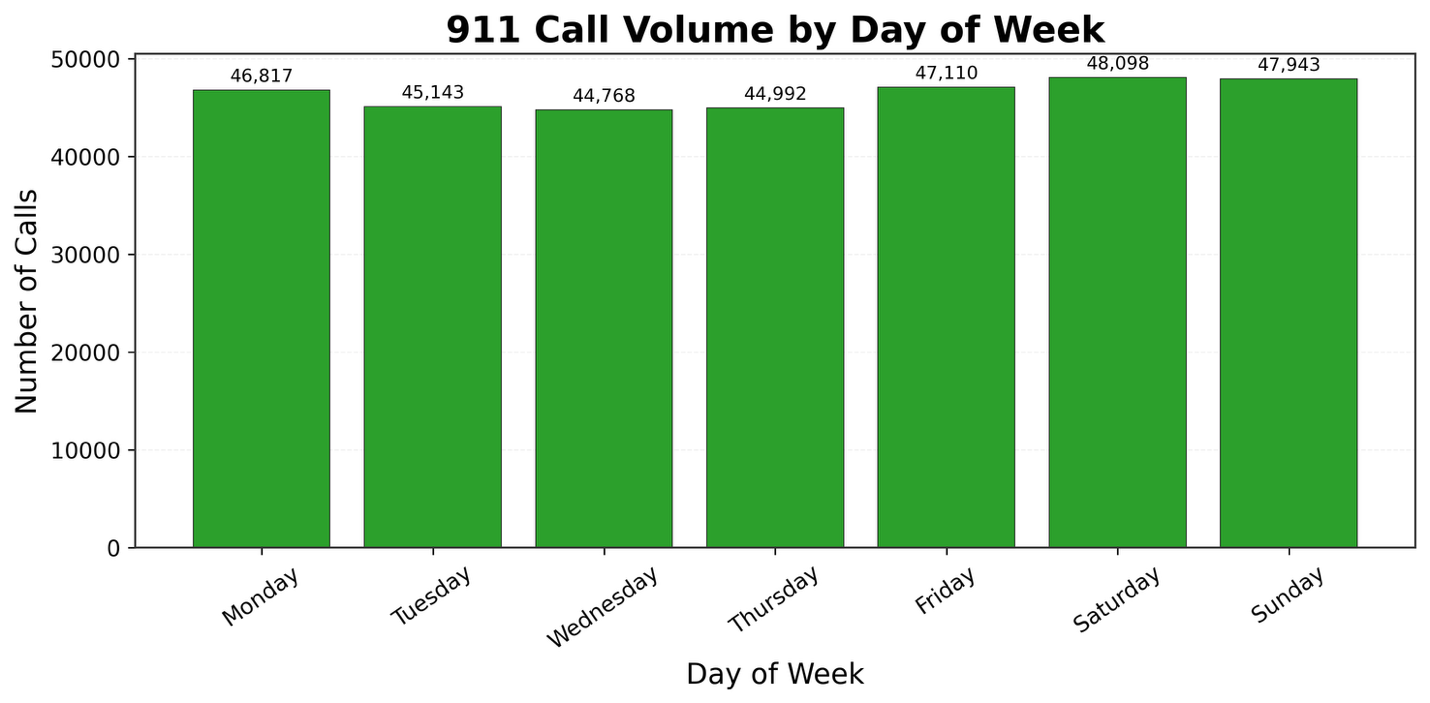 911 Call Volume by Day of Week
Number of Calls
50000
40000
30000
20000
10000
0
46,817
45,143
44,768
44,992
47,110
48,098
47,943
Monday
Tuesday
Wednesday
Thursday
Friday
Saturday
Sunday
Day of Week